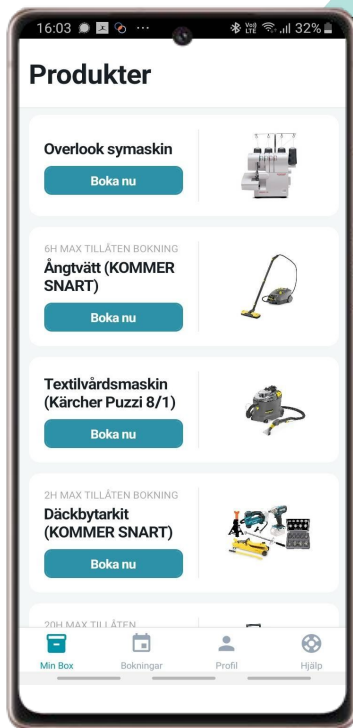 16:03
Voo)
LTE
32%
Produkter
Overlook symaskin
Boka nu
6H MAX TILLÅTEN BOKNING
Ångtvätt (KOMMER
SNART)
Boka nu
Textilvårdsmaskin
(Kärcher Puzzi 8/1)
Boka nu
2H MAX TILLÅTEN BOKNING
Däckbytarkit
(KOMMER SNART)
Boka nu
20H MAX TILLÅTEN
Min Box
Bokningar
Profil
Hjälp